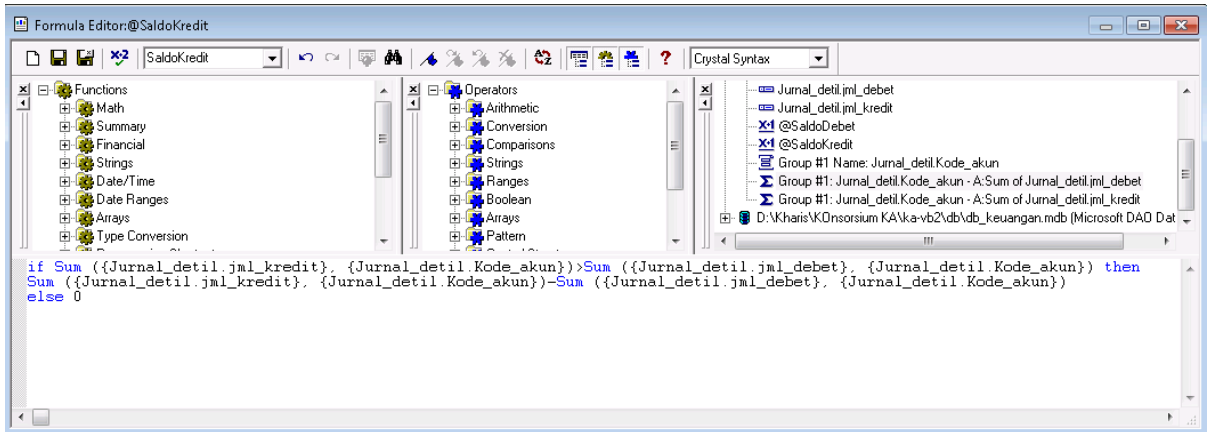 Formula Editor:@SaldoKredit
SaldoKredit
Crystal Syntax
Functions
Math
Summary
Financial
Strings
Date/Time
Date Ranges
Arrays
Type Conversion
Operators
Arithmetic
Conversion
Comparisons
Strings
Ranges
Boolean
Arrays
Pattern
Jurnal_detil.jml_debet
Jurnal_detil.jml_kredit
@SaldoDebet
@SaldoKredit
Group #1 Name: Jurnal_detil.Kode_akun
Group #1: Jurnal_detil.Kode_akun - A:Sum of Jurnal_detil.jml_debet
Group #1: Jurnal_detil.Kode_akun - A:Sum of Jurnal_detil.jml_kredit
D:\Kharis\KOnsorsium KA\ka-vb2\db\db_keuangan.mdb (Microsoft DAO Dat
if Sum ({Jurnal_detil.jml_kredit}, {Jurnal_detil.Kode_akun})>Sum ({Jurnal_detil.jml_debet}, {Jurnal_detil.Kode_akun}) then
Sum ({Jurnal_detil.jml_kredit}, {Jurnal_detil.Kode_akun})-Sum ({Jurnal_detil.jml_debet}, {Jurnal_detil.Kode_akun})
else 0